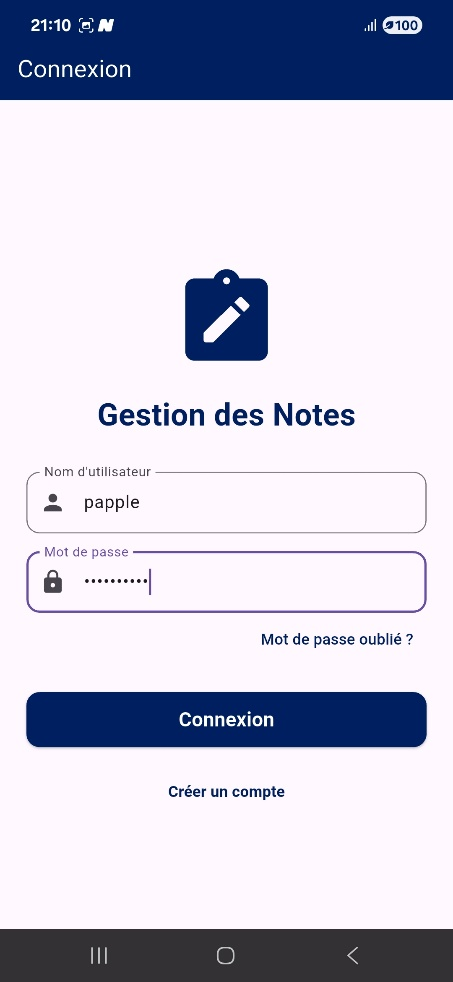 21:10 100
Connexion
Gestion des Notes
Nom d'utilisateur
papple
Mot de passe
••••••••••
Mot de passe oublié ?
Connexion
Créer un compte